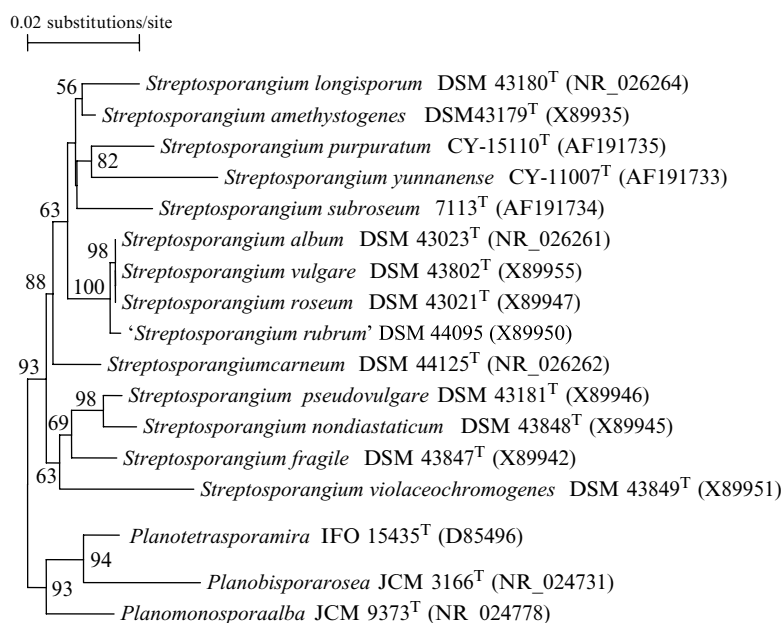 0.02 substitutions/site
56
Streptosporangium longisporum DSM 43180T (NR_026264)
Streptosporangium amethystogenes DSM43179T (X89935)
Streptosporangium purpuratum CY-15110T (AF191735)
82
Streptosporangium yunnanense CY-11007T (AF191733)
63
Streptosporangium subroseum 7113T (AF191734)
98
Streptosporangium album DSM 43023T (NR_026261)
Streptosporangium vulgare DSM 43802T (X89955)
88
100
Streptosporangium roseum DSM 43021T (X89947)
‘Streptosporangium rubrum’ DSM 44095 (X89950)
93
Streptosporangiumcarneum DSM 44125T (NR_026262)
98
Streptosporangium pseudovulgare DSM 43181T (X89946)
69
Streptosporangium nondiastaticum DSM 43848T (X89945)
Streptosporangium fragile DSM 43847T (X89942)
63
Streptosporangium violaceochromogenes DSM 43849T (X89951)
Planotetrasporamira IFO 15435T (D85496)
94
93
Planobisporarosea JCM 3166T (NR_024731)
Planomonosporaalba JCM 9373T (NR_024778)